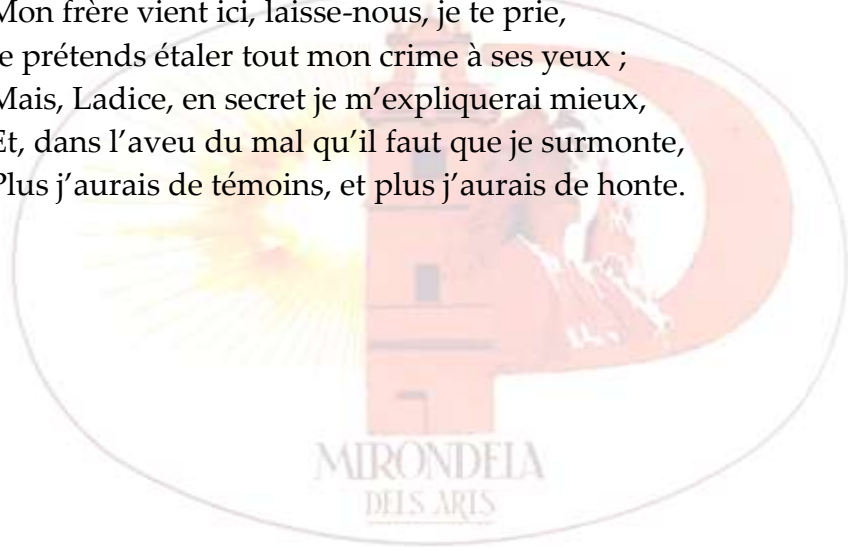 Mon frère vient ici, laisse-nous, je te prie,
Je prétends étaler tout mon crime à ses yeux ;
Mais, Ladice, en secret je m’expliquerai mieux,
Et, dans l’aveu du mal qu’il faut que je surmonte,
Plus j’aurais de témoins, et plus j’aurais de honte.
MIRONDELA
DELS ARTS